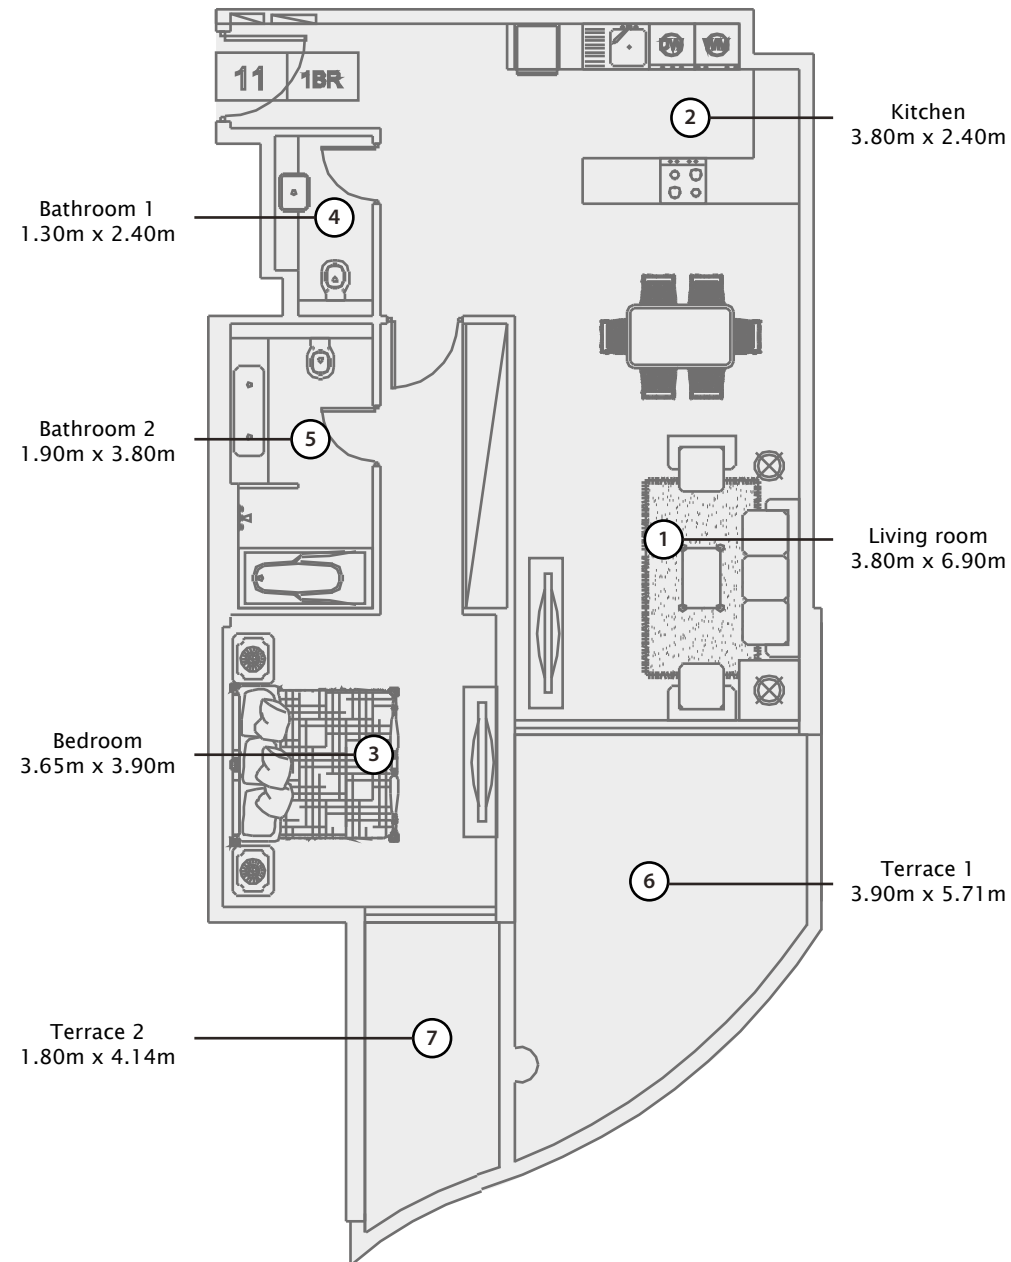 11
1BR
DW
WM
2
Kitchen
3.80m x 2.40m
Bathroom 1
1.30m x 2.40m
4
Bathroom 2
1.90m x 3.80m
5
1
Living room
3.80m x 6.90m
Bedroom
3.65m x 3.90m
3
6
Terrace 1
3.90m x 5.71m
Terrace 2
1.80m x 4.14m
7